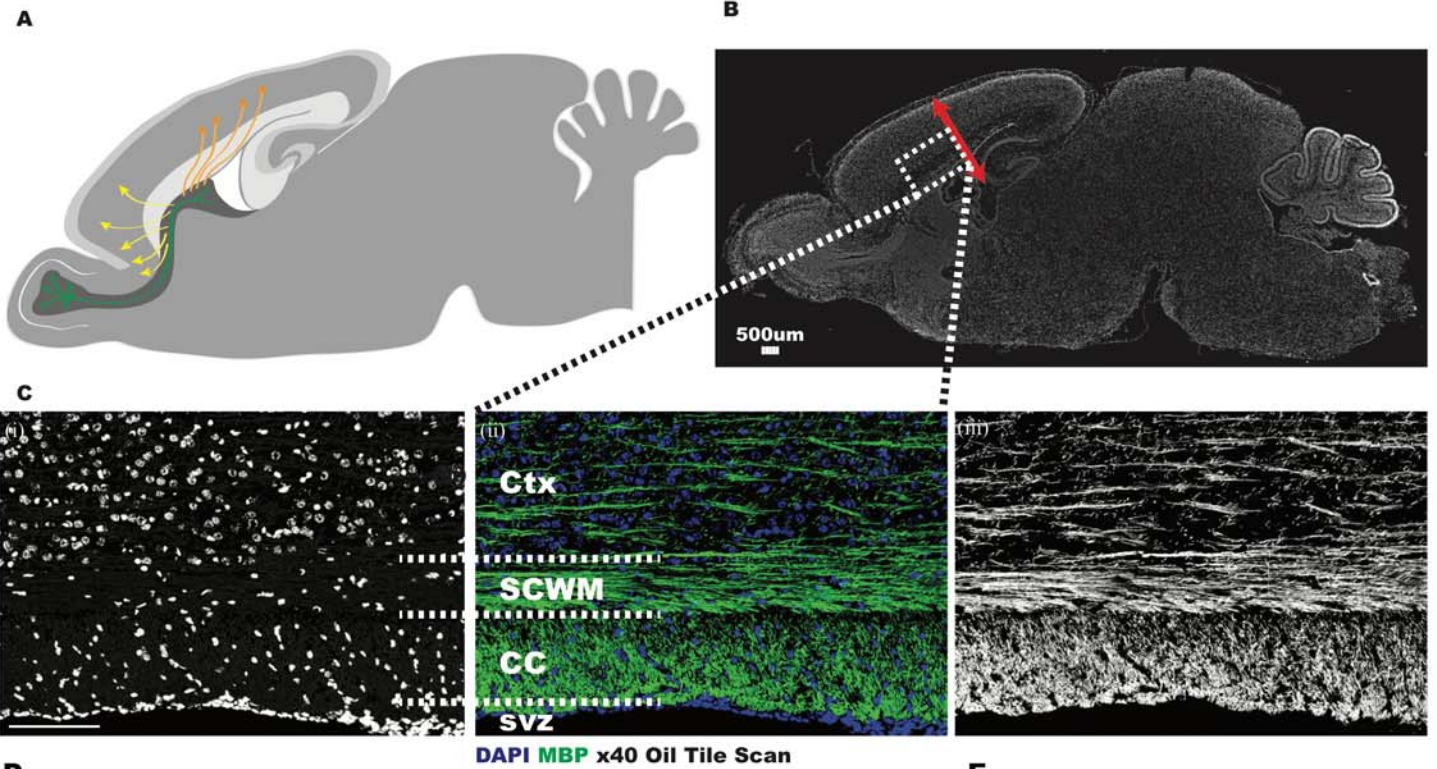 A
B
500um
C
(i)
(ii)
(iii)
Ctx
SCWM
CC
svz
DAPI MBP x40 Oil Tile Scan